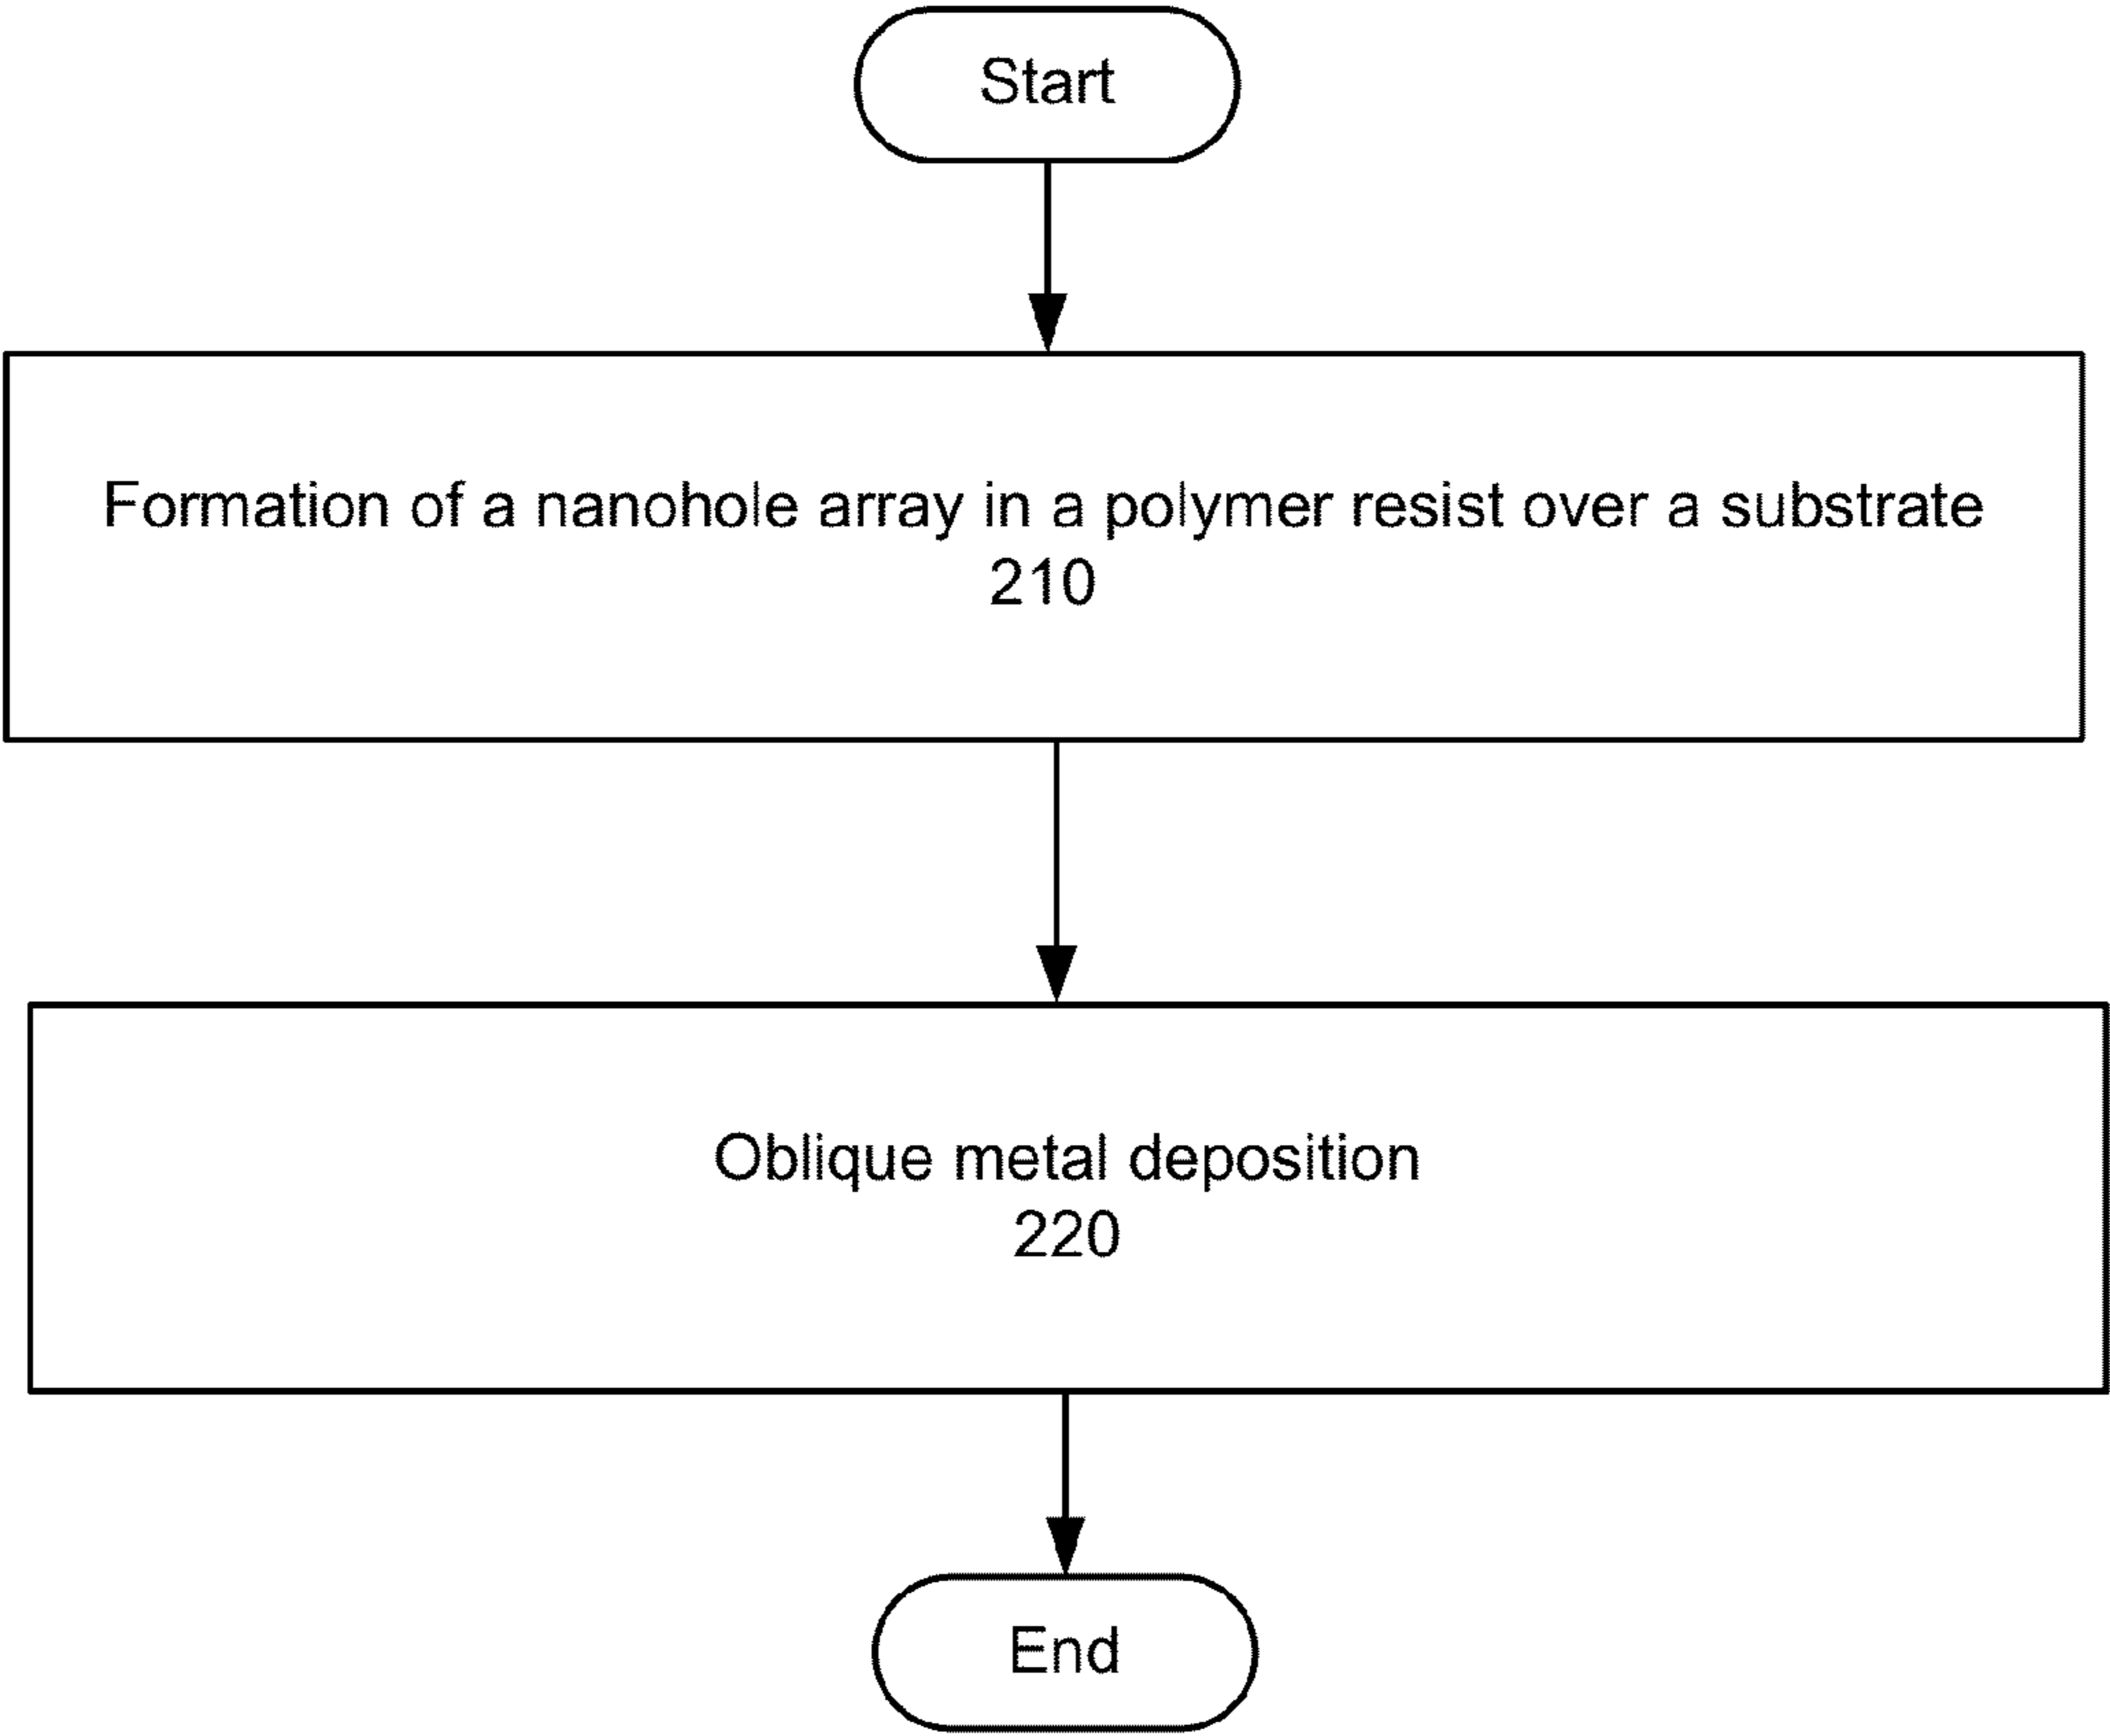 Start
Formation of a nanohole array in a polymer resist over a substrate
210
Oblique metal deposition
220
End